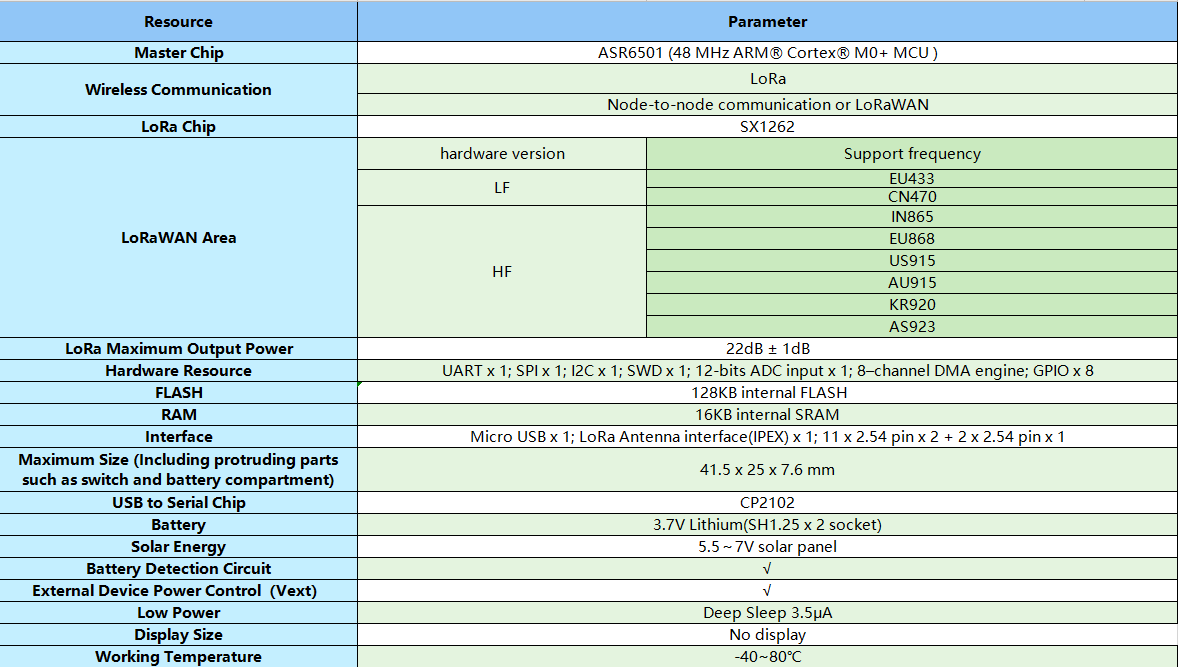 Resource Parameter
Master Chip ASR6501 (48 MHz ARM® Cortex® M0+ MCU )
Wireless Communication LoRa
Node-to-node communication or LoRaWAN
LoRa Chip SX1262
LoRaWAN Area hardware version Support frequency
LF EU433
CN470
HF IN865
EU868
US915
AU915
KR920
AS923
LoRa Maximum Output Power 22dB ± 1dB
Hardware Resource UART x 1; SPI x 1; I2C x 1; SWD x 1; 12-bits ADC input x 1; 8–channel DMA engine; GPIO x 8
FLASH 128KB internal FLASH
RAM 16KB internal SRAM
Interface Micro USB x 1; LoRa Antenna interface(IPEX) x 1; 11 x 2.54 pin x 2 + 2 x 2.54 pin x 1
Maximum Size (Including protruding parts
such as switch and battery compartment) 41.5 x 25 x 7.6 mm
USB to Serial Chip CP2102
Battery 3.7V Lithium(SH1.25 x 2 socket)
Solar Energy 5.5~7V solar panel
Battery Detection Circuit √
External Device Power Control（Vext) √
Low Power Deep Sleep 3.5μA
Display Size No display
Working Temperature -40~80℃